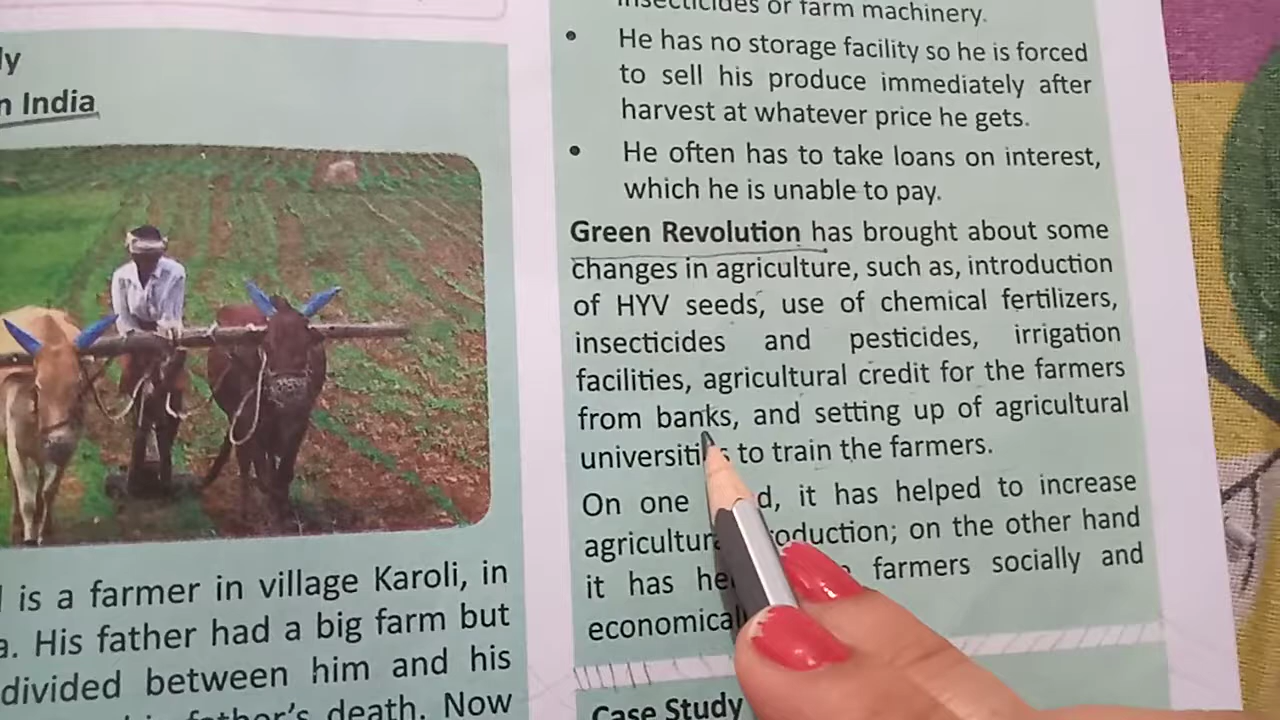 ly
n India
is a farmer in village Karoli, in
a. His father had a big farm but
divided between him and his
father's death. Now
insecticides or farm machinery.
• He has no storage facility so he is forced
to sell his produce immediately after
harvest at whatever price he gets.
• He often has to take loans on interest,
which he is unable to pay.
Green Revolution has brought about some
changes in agriculture, such as, introduction
of HYV seeds, use of chemical fertilizers,
insecticides and pesticides, irrigation
facilities, agricultural credit for the farmers
from banks, and setting up of agricultural
universities to train the farmers.
On one d, it has helped to increase
agricultura oduction; on the other hand
it has he farmers socially and
economical
Case Study